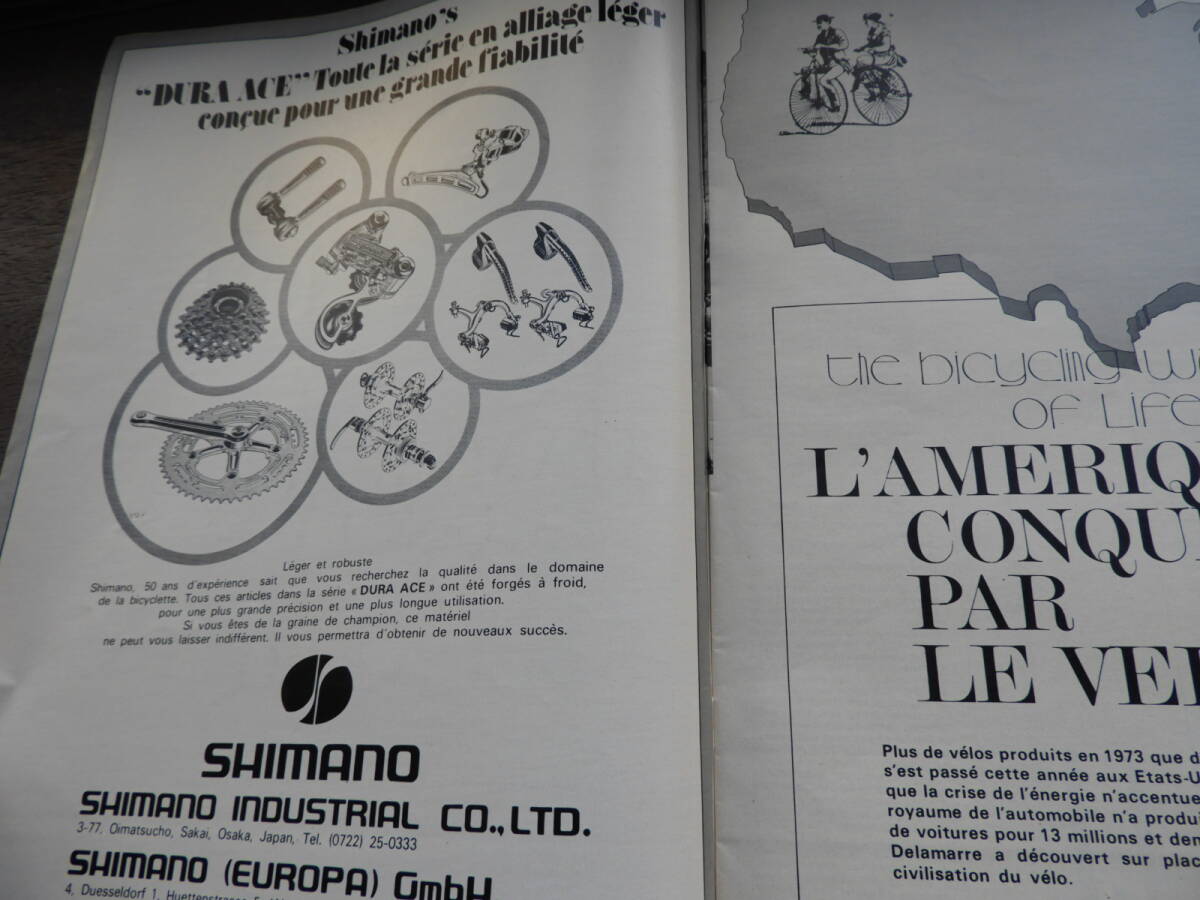 Shimano's
"DURA ACE" Toute la série en alliage léger
conçue pour une grande fiabilité
Léger et robuste
Shimano, 50 ans d'expérience sait que vous recherchez la qualité dans le domaine
de la bicyclette. Tous ces articles dans la série « DURA ACE » ont été forgés à froid,
pour une plus grande précision et une plus longue utilisation.
Si vous êtes de la graine de champion, ce matériel
ne peut vous laisser indifférent. Il vous permettra d'obtenir de nouveaux succès.
SHIMANO
SHIMANO INDUSTRIAL CO., LTD.
3-77, Oimatsucho, Sakai, Osaka, Japan, Tel. (0722) 25-0333
SHIMANO (EUROPA) GmbH
4, Duesseldorf 1, Huettenstrasse
the bicycling
OF LIFE
L'AMERIQ
CONQU
PAR
LE VE
Plus de vélos produits en 1973 que d
s'est passé cette année aux Etats-U
que la crise de l'énergie n'accentue
royaume de l'automobile n'a produi
de voitures pour 13 millions et dem
Delamarre a découvert sur plac
civilisation du vélo.